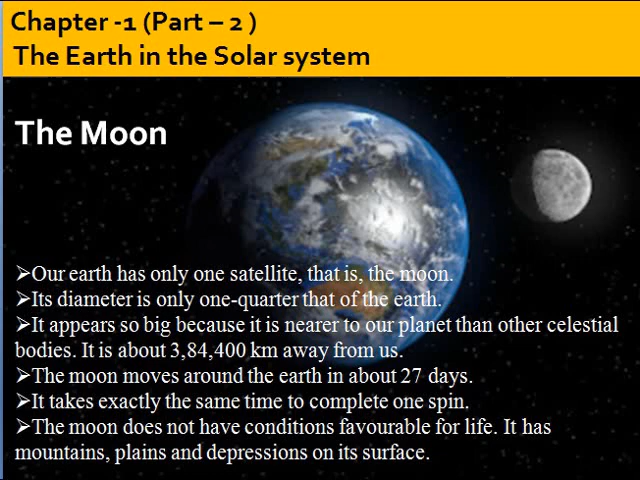 Chapter -1 (Part – 2 )
The Earth in the Solar system
The Moon
➢Our earth has only one satellite, that is, the moon.
➢Its diameter is only one-quarter that of the earth.
➢It appears so big because it is nearer to our planet than other celestial
bodies. It is about 3,84,400 km away from us.
➢The moon moves around the earth in about 27 days.
➢It takes exactly the same time to complete one spin.
➢The moon does not have conditions favourable for life. It has
mountains, plains and depressions on its surface.